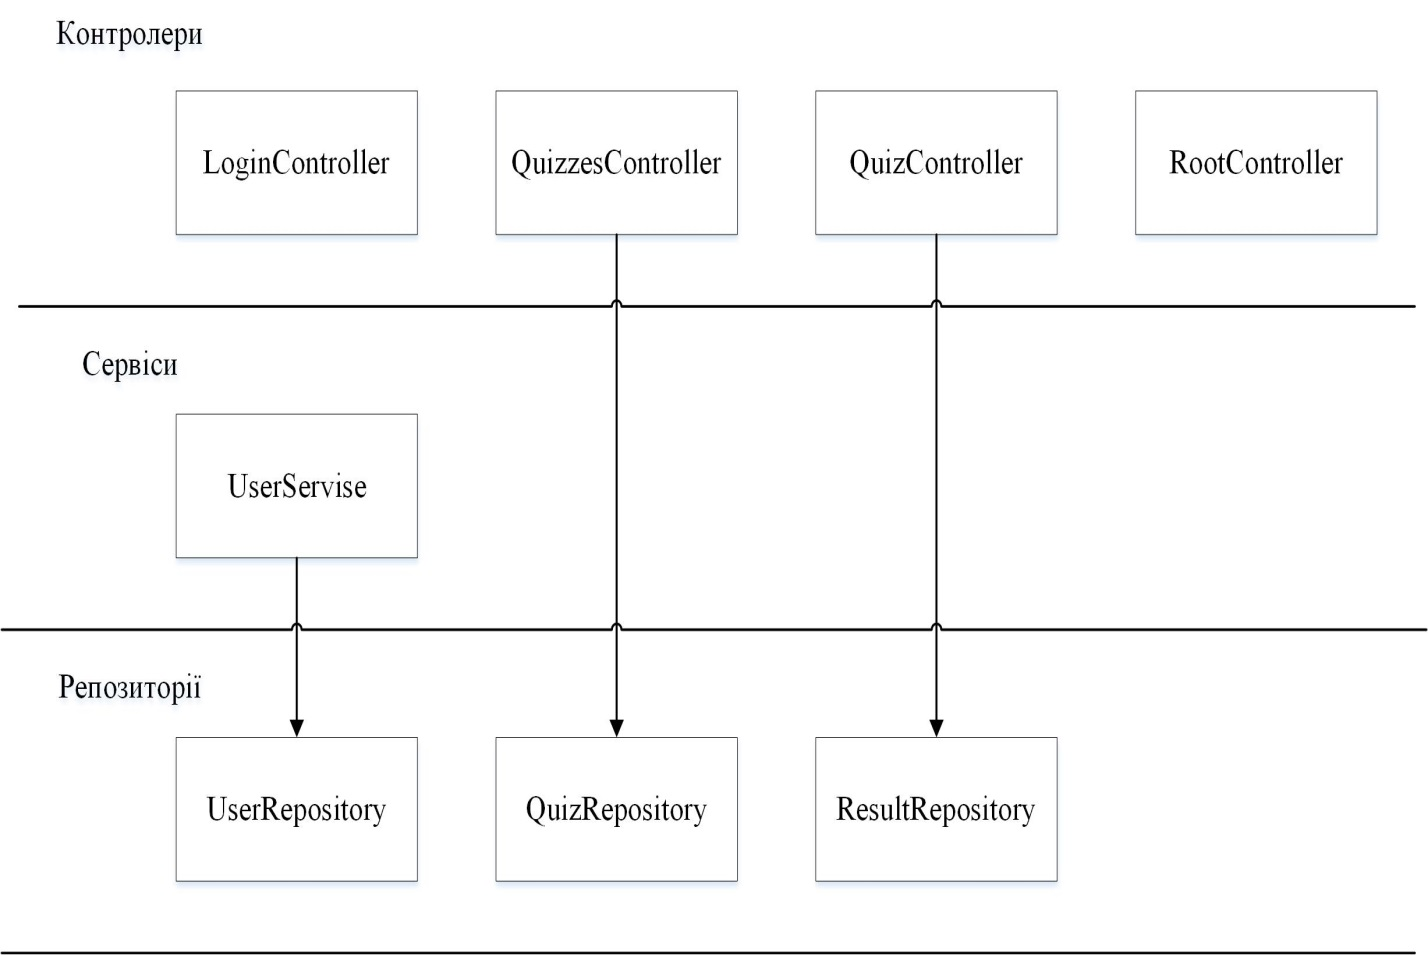 Контролери
LoginController
QuizzesController
QuizController
RootController
Сервіси
UserServise
Репозиторії
UserRepository
QuizRepository
ResultRepository